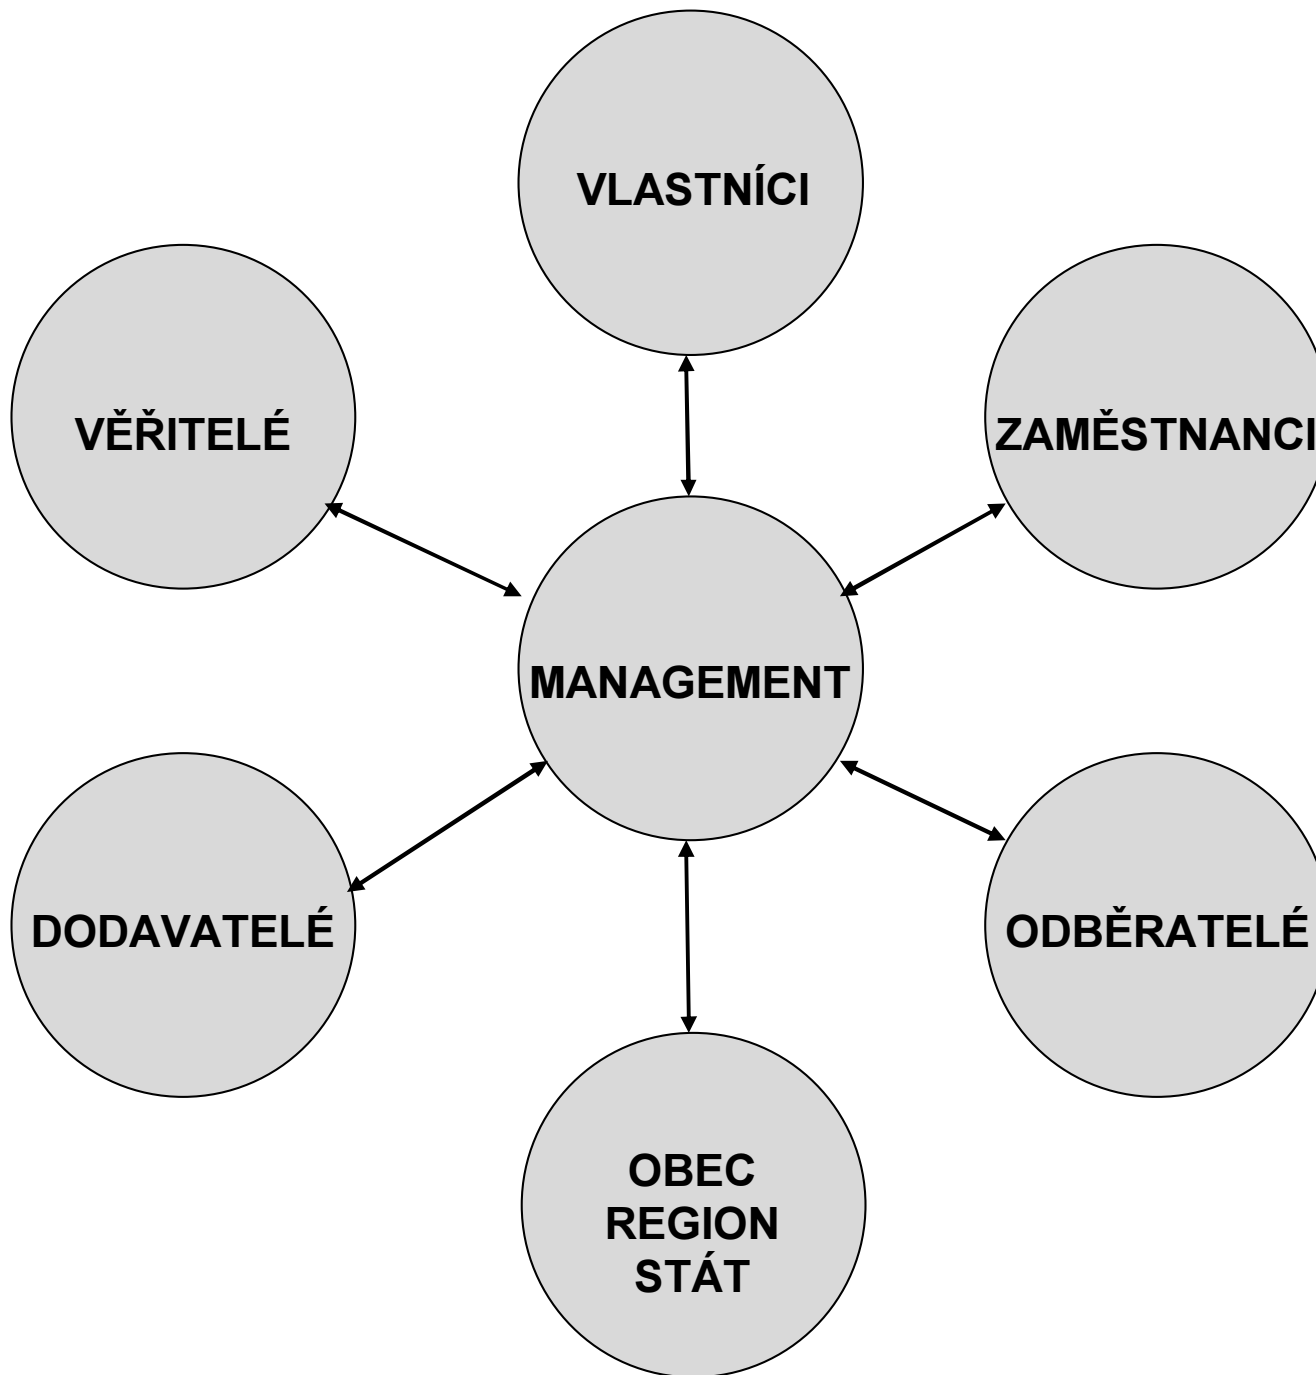 VLASTNÍCI
VĚŘITELÉ
ZAMĚSTNANCI
MANAGEMENT
DODAVATELÉ
ODBĚRATELÉ
OBEC
REGION
STÁT